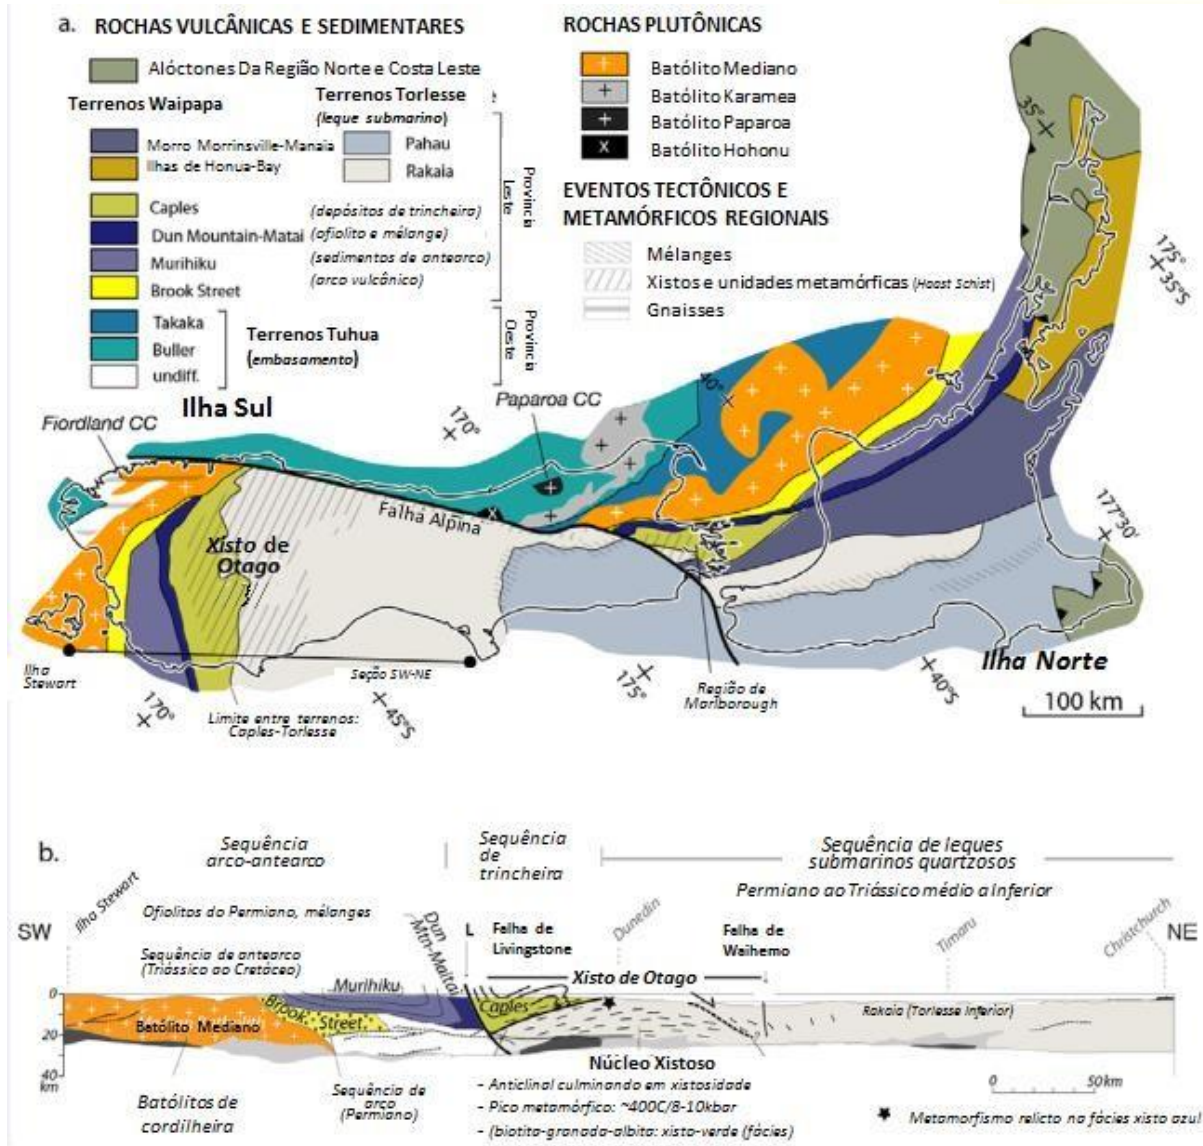 a. ROCHAS VULCÂNICAS E SEDIMENTARES
Alóctones Da Região Norte e Costa Leste
Terrenos Waipapa
Morro Morrinsville-Manaia
Ilhas de Honua-Bay
Terrenos Torlesse
(leque submarino)
Pahau
Rakaia
Caples (depósitos de trincheira)
Dun Mountain-Matai (ofiolito e mélange)
Murihiku (sedimentos de antearco)
Brook Street (arco vulcânico)
Takaka
Buller
undiff.
Terrenos Tuhua
(embasamento)
Provincia
Leste
Provincia
Oeste
ROCHAS PLUTÔNICAS
Batólito Mediano
Batólito Karamea
Batólito Paparoa
Batólito Hohonu
EVENTOS TECTÔNICOS E
METAMÓRFICOS REGIONAIS
Mélanges
Xistos e unidades metamórficas (Haast Schist)
Gnaisses
35°
175°
35°S
Ilha Sul
Fiordland CC
170°
Paparoa CC
40°
Falha Alpina
Xisto de
Otago
177°30'
Ilha
Stewart
Seção SW-NE
170°
Limite entre terrenos:
Caples-Torlesse
45°S
175°
Região de
Marlborough
40°S
Ilha Norte
100 km
b.
Sequência
arco-antearco
Sequência
de
trincheira
Sequência de leques
submarinos quartzosos
Permiano ao Triássico médio a Inferior
Ilha Stewart
Ofiolitos do Permiano, mélanges
SW
Sequência de antearco
(Triássico ao Cretáceo)
Dun
Mtn-Maitai
L
Falha de
Livingstone
Dunedin
Falha de
Waihemo
Timaru
Christchurch
NE
Xisto de Otago
0
20
40
km
Murihiku
Brook Street
Batólito Mediano
Caples
Rakaia (Torlesse Inferior)
Batólitos de
cordilheira
Sequência de
arco
(Permiano)
Núcleo Xistoso
- Anticlinal culminando em xistosidade
- Pico metamórfico: ~400C/8-10kbar
- (biotita-granada-albita: xisto-verde (fácies)
0 50km
Metamorfismo relicto na fácies xisto azul